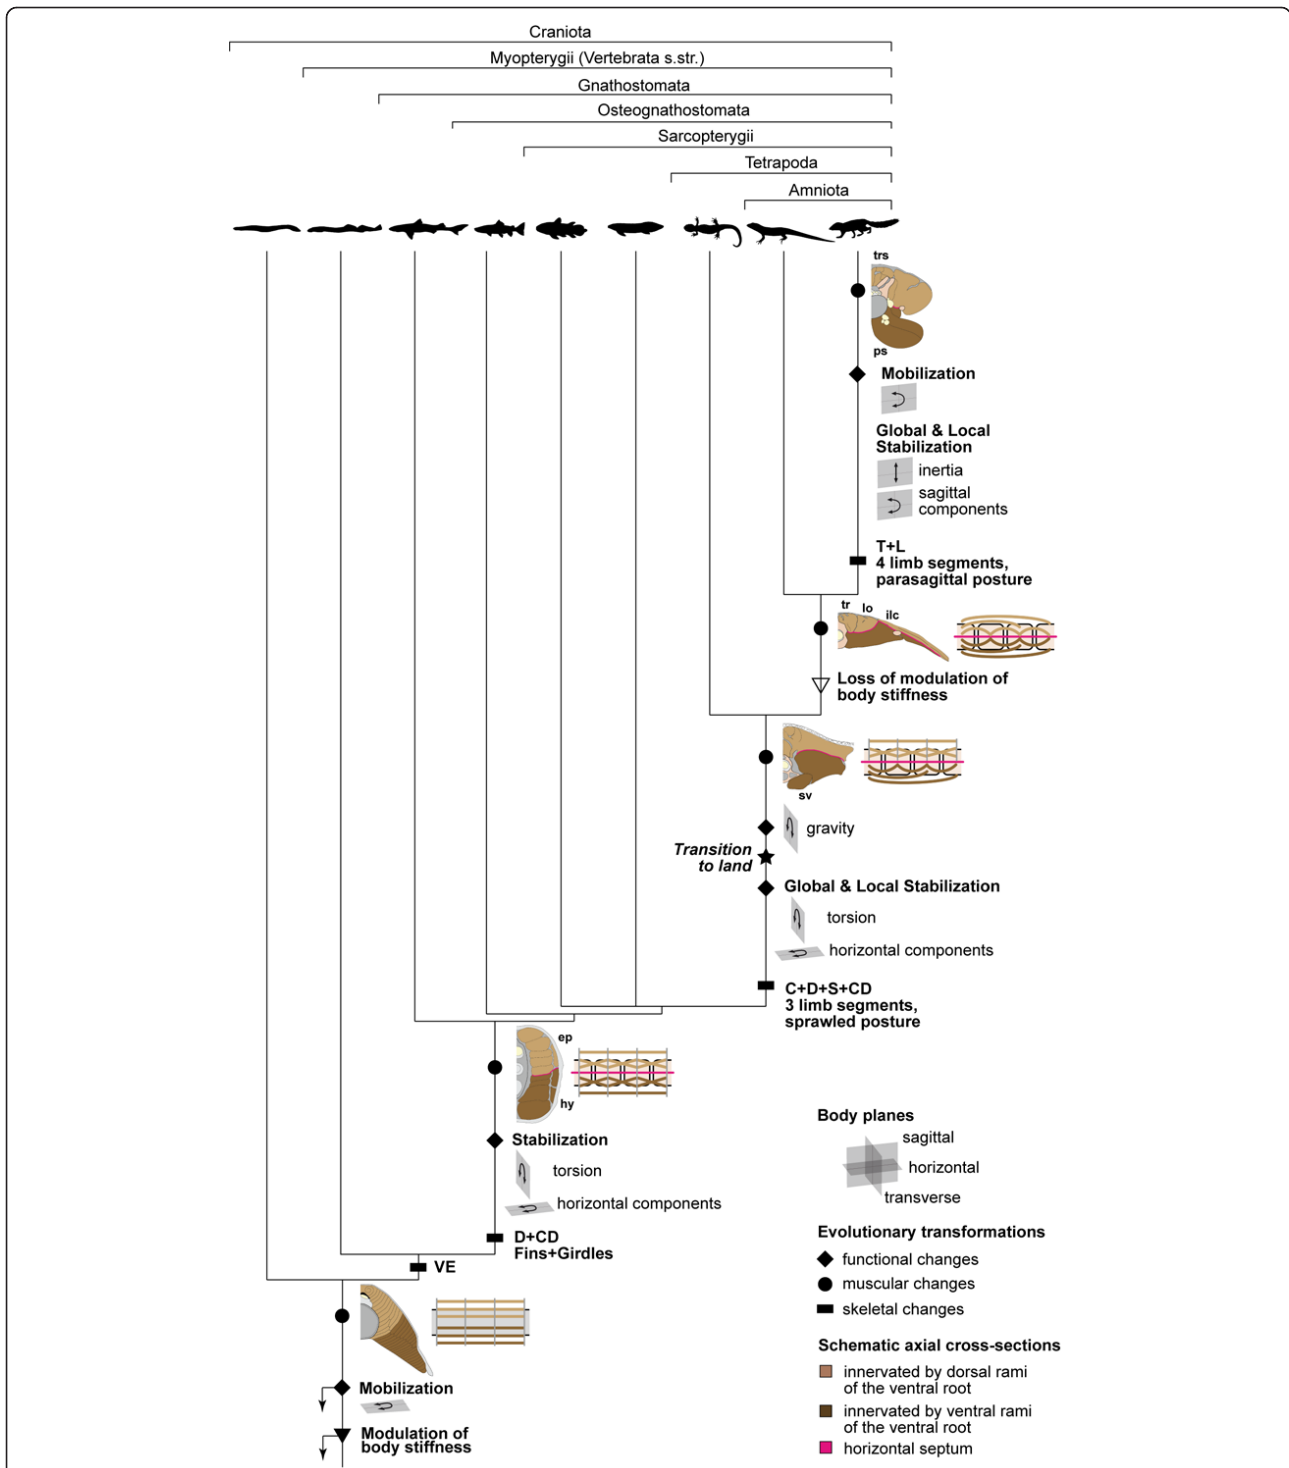 Craniota
Myopterygii (Vertebrata s.str.)
Gnathostomata
Osteognathostomata
Sarcopterygii
Tetrapoda
Amniota
trs
ps
Mobilization
Global & Local
Stabilization
inertia
sagittal
components
T+L
4 limb segments,
parasagittal posture
tr
lo
ilc
Loss of modulation of
body stiffness
sv
gravity
Transition
to land
Global & Local Stabilization
torsion
horizontal components
C+D+S+CD
3 limb segments,
sprawled posture
ep
hy
Stabilization
torsion
horizontal components
D+CD
Fins+Girdles
VE
Mobilization
Modulation of
body stiffness
Body planes
sagittal
horizontal
transverse
Evolutionary transformations
functional changes
muscular changes
skeletal changes
Schematic axial cross-sections
innervated by dorsal rami
of the ventral root
innervated by ventral rami
of the ventral root
horizontal septum